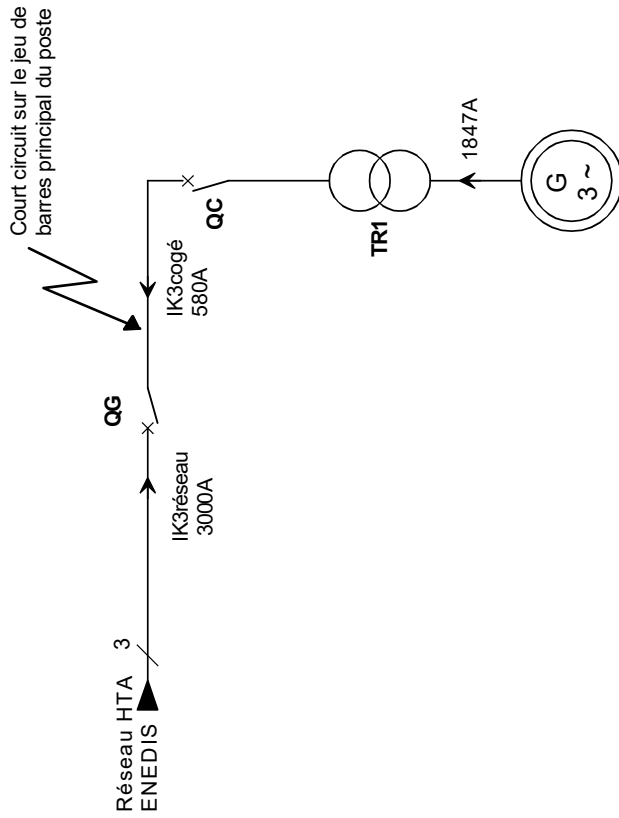 Court circuit sur le jeu de
barres principal du poste
QG
QC
IK3cogé
580A
IK3réseau
3000A
Réseau HTA
ENEDIS
3
TR1
1847A
G
3 ~